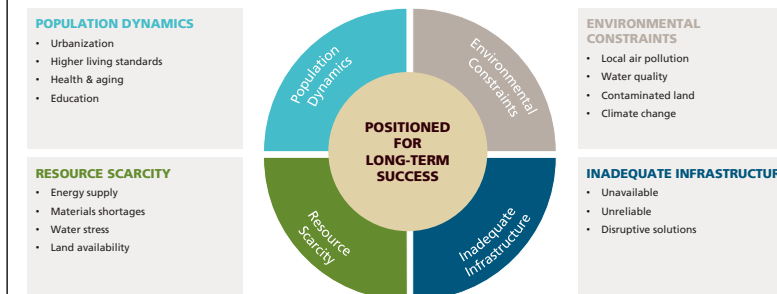 POPULATION DYNAMICS
• Urbanization
• Higher living standards
• Health & aging
• Education
RESOURCE SCARCITY
• Energy supply
• Materials shortages
• Water stress
• Land availability
Population
Dynamics
Environmental
Constraints
POSITIONED
FOR
LONG-TERM
SUCCESS
Resource
Scarcity
Inadequate
Infrastructure
ENVIRONMENTAL
CONSTRAINTS
• Local air pollution
• Water quality
• Contaminated land
• Climate change
INADEQUATE INFRASTRUCTUR
• Unavailable
• Unreliable
• Disruptive solutions